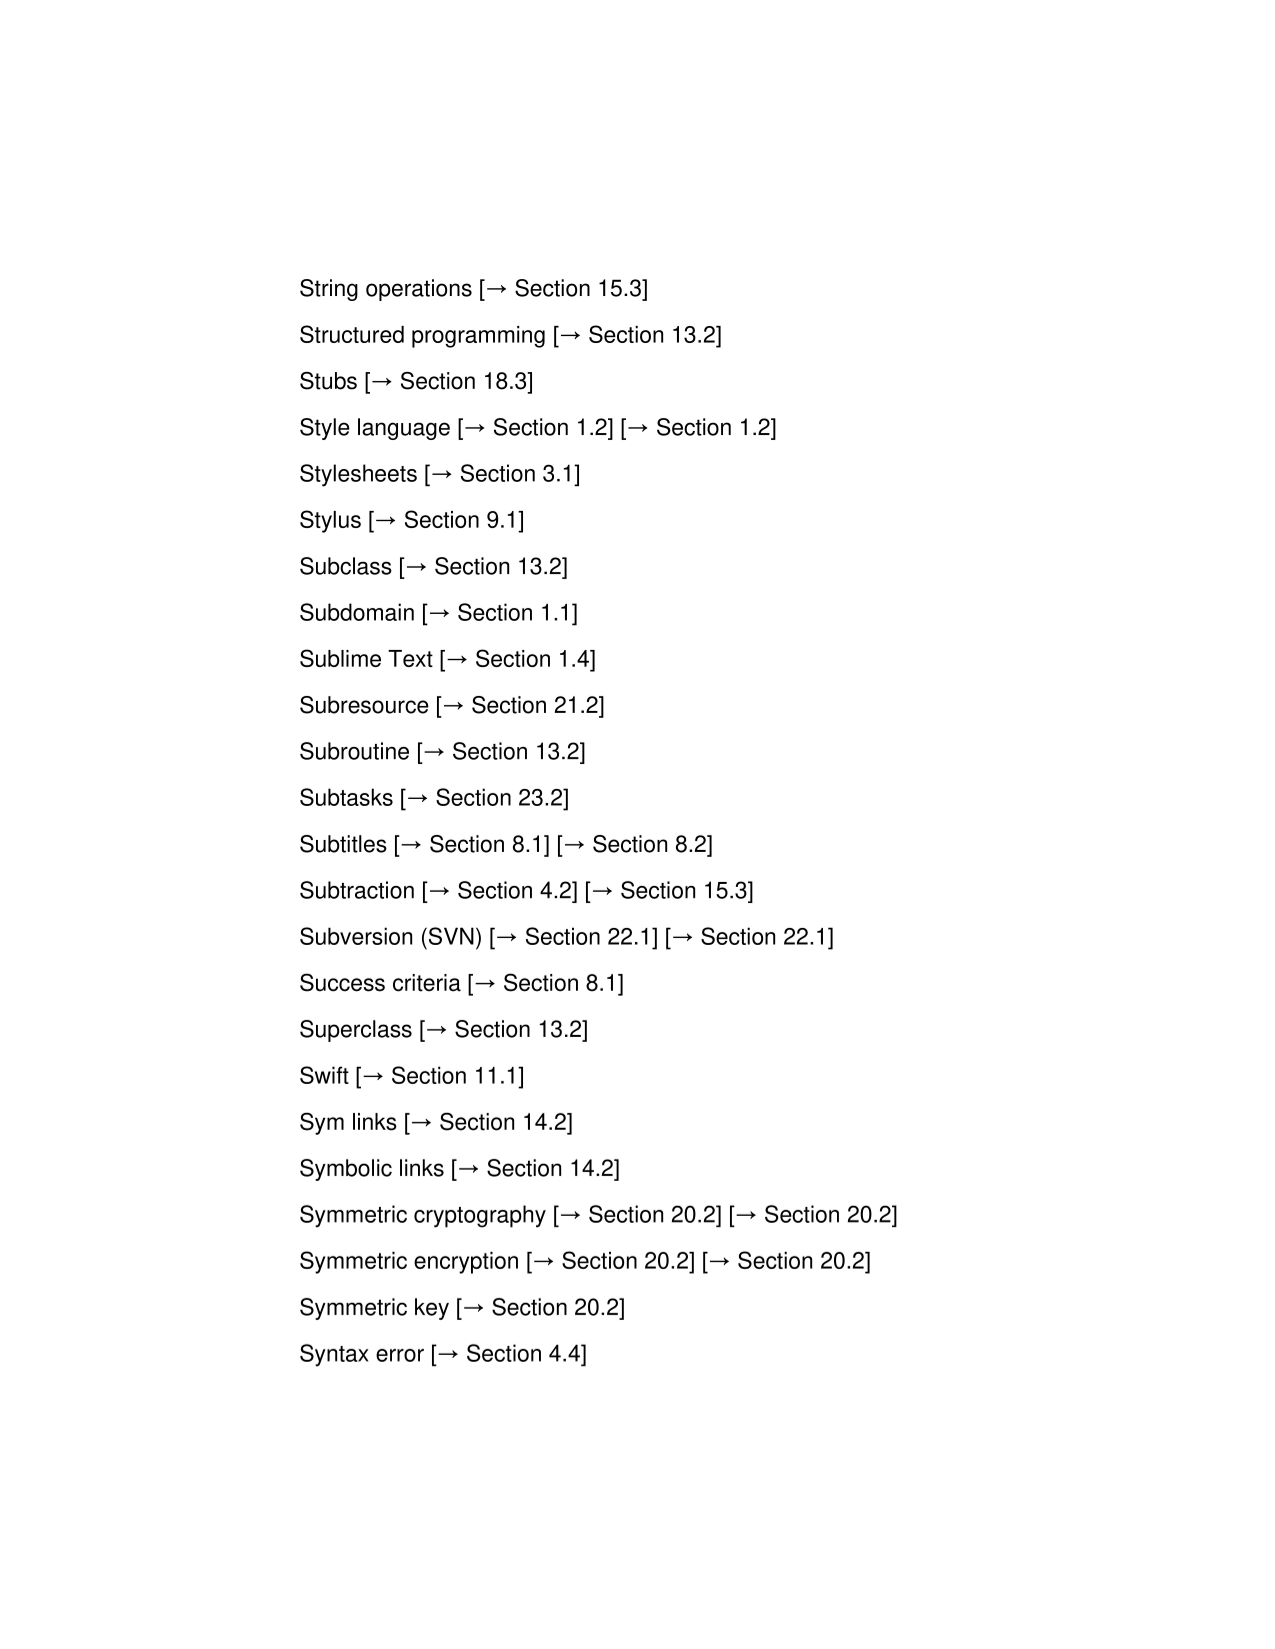 String operations [→ Section 15.3]
Structured programming [→ Section 13.2]
Stubs [→ Section 18.3]
Style language [→ Section 1.2] [→ Section 1.2]
Stylesheets [→ Section 3.1]
Stylus [→ Section 9.1]
Subclass [→ Section 13.2]
Subdomain [→ Section 1.1]
Sublime Text [→ Section 1.4]
Subresource [→ Section 21.2]
Subroutine [→ Section 13.2]
Subtasks [→ Section 23.2]
Subtitles [→ Section 8.1] [→ Section 8.2]
Subtraction [→ Section 4.2] [→ Section 15.3]
Subversion (SVN) [→ Section 22.1] [→ Section 22.1]
Success criteria [→ Section 8.1]
Superclass [→ Section 13.2]
Swift [→ Section 11.1]
Sym links [→ Section 14.2]
Symbolic links [→ Section 14.2]
Symmetric cryptography [→ Section 20.2] [→ Section 20.2]
Symmetric encryption [→ Section 20.2] [→ Section 20.2]
Symmetric key [→ Section 20.2]
Syntax error [→ Section 4.4]